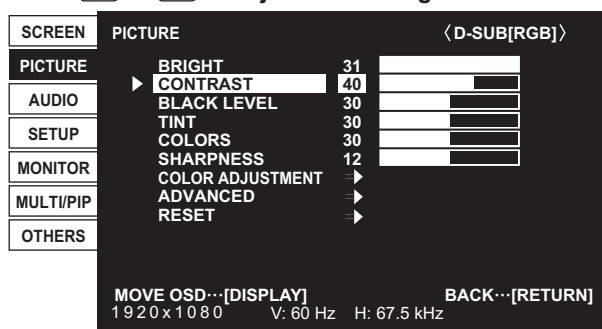 SCREEN
PICTURE
AUDIO
SETUP
MONITOR
MULTI/PIP
OTHERS
PICTURE 〈D-SUB[RGB]〉
BRIGHT 31
CONTRAST 40
BLACK LEVEL 30
TINT 30
COLORS 30
SHARPNESS 12
COLOR ADJUSTMENT
ADVANCED
RESET
MOVE OSD···[DISPLAY] BACK···[RETURN]
1920x1080 V: 60 Hz H: 67.5 kHz